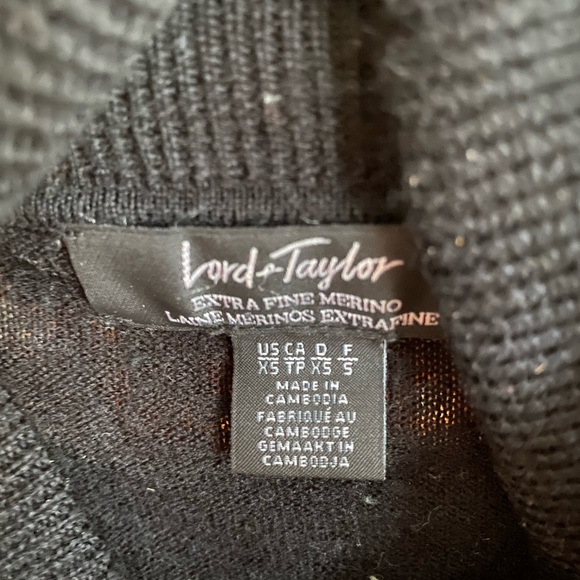 Lord & Taylor
EXTRA FINE MERINO
LAINE MERINOS EXTRAFINE
US CA D F
XS TP XS S
MADE IN
CAMBODIA
FABRIQUÉ AU
CAMBODGE
GEMAAKT IN
CAMBODJA